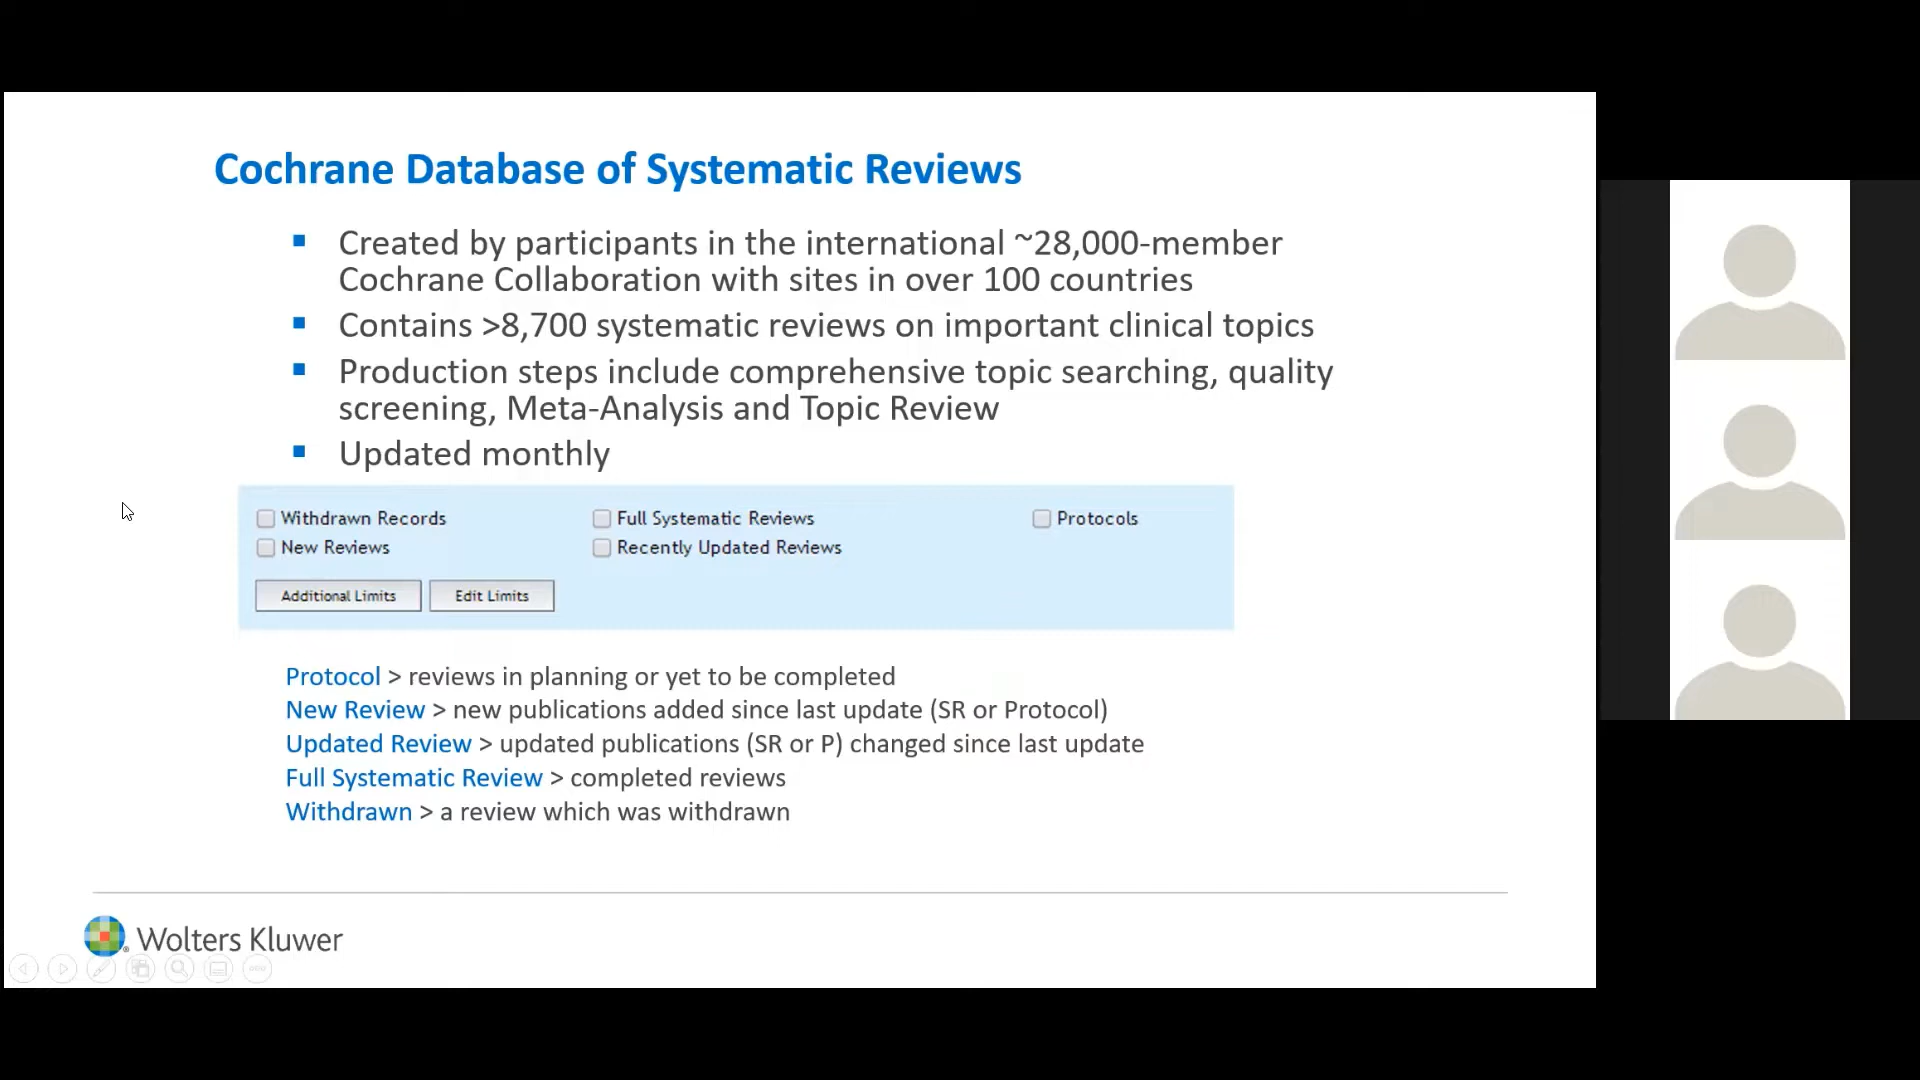 Cochrane Database of Systematic Reviews
Created by participants in the international ~28,000-member
Cochrane Collaboration with sites in over 100 countries
Contains >8,700 systematic reviews on important clinical topics
Production steps include comprehensive topic searching, quality
screening, Meta-Analysis and Topic Review
Updated monthly
Withdrawn Records Full Systematic Reviews Protocols
New Reviews Recently Updated Reviews
Additional Limits Edit Limits
Protocol > reviews in planning or yet to be completed
New Review > new publications added since last update (SR or Protocol)
Updated Review > updated publications (SR or P) changed since last update
Full Systematic Review > completed reviews
Withdrawn > a review which was withdrawn
Wolters Kluwer